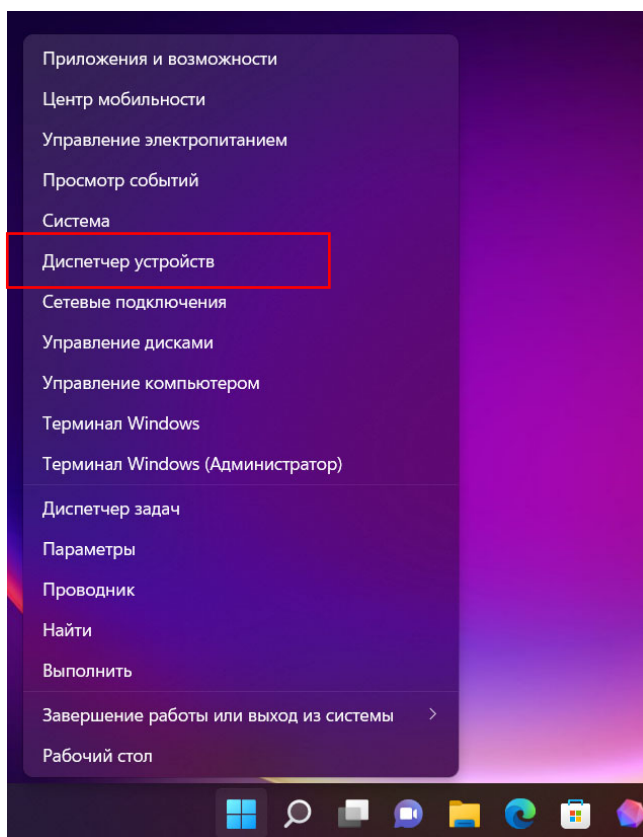 Приложения и возможности
Центр мобильности
Управление электропитанием
Просмотр событий
Система
Диспетчер устройств
Сетевые подключения
Управление дисками
Управление компьютером
Терминал Windows
Терминал Windows (Администратор)
Диспетчер задач
Параметры
Проводник
Найти
Выполнить
Завершение работы или выход из системы
Рабочий стол